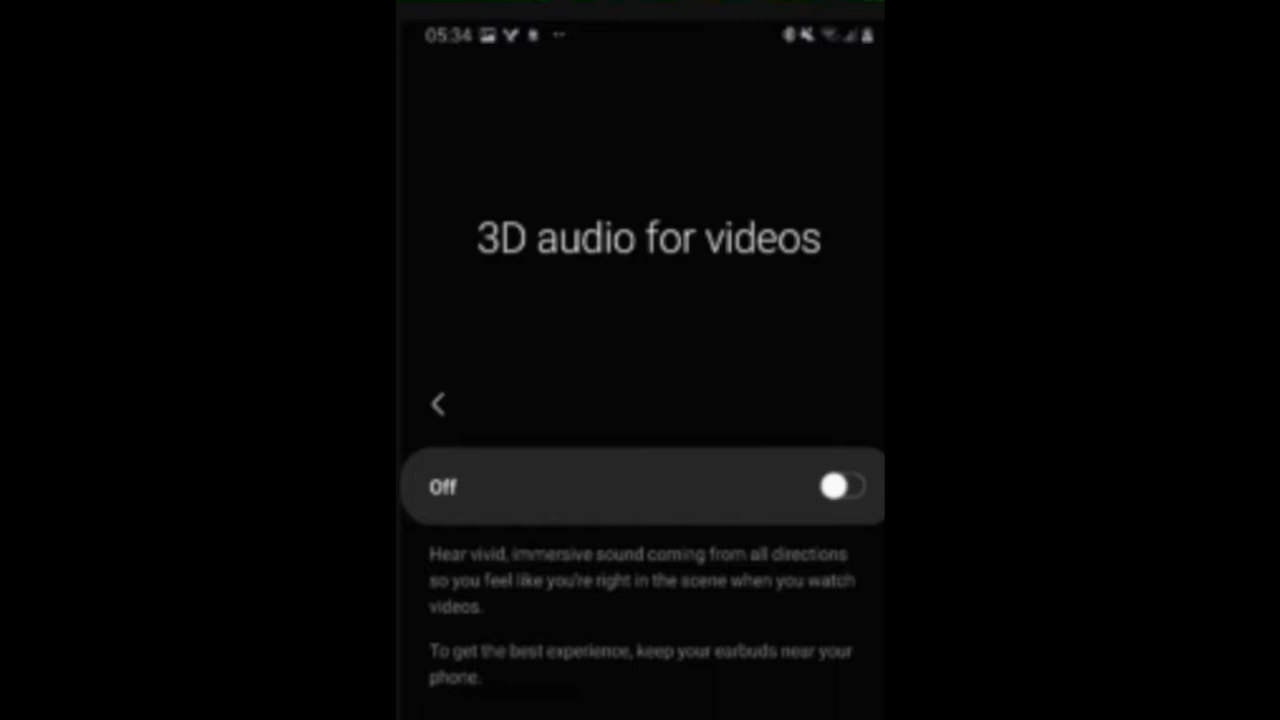 05:34
3D audio for videos
Off
Hear vivid, immersive sound coming from all directions
so you feel like you're right in the scene when you watch
videos.
To get the best experience, keep your earbuds near your
phone.